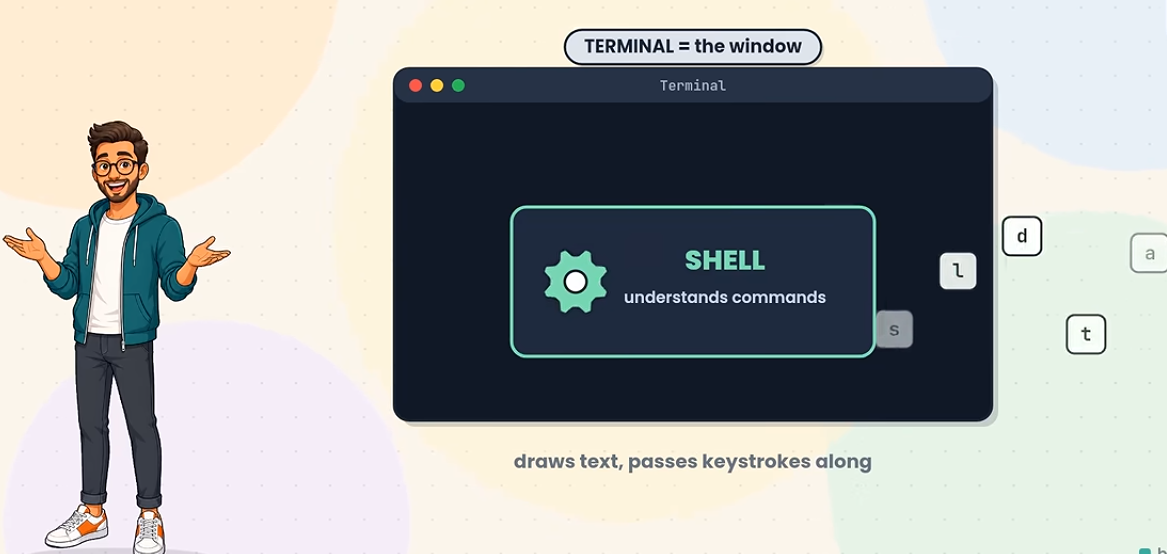 TERMINAL = the window
Terminal
SHELL
understands commands
d
a
l
s
t
draws text, passes keystrokes along